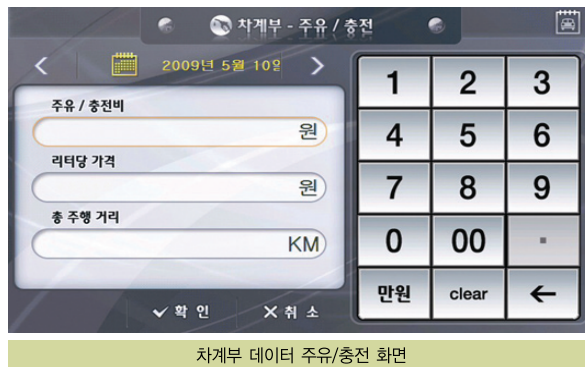 차계부 - 주유 / 충전
2009년 5월 10일
주유 / 충전비
원
리터당 가격
원
총 주행 거리
KM
확인 취소
1 2 3
4 5 6
7 8 9
0 00 .
만원 clear ←
차계부 데이터 주유/충전 화면